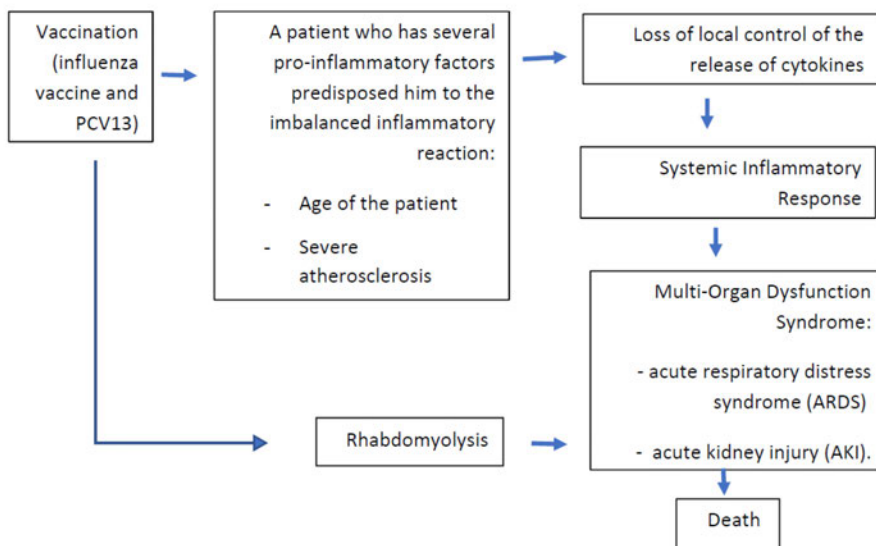 Vaccination
(influenza
vaccine and
PCV13)
A patient who has several
pro-inflammatory factors
predisposed him to the
imbalanced inflammatory
reaction:
- Age of the patient
- Severe
atherosclerosis
Loss of local control of the
release of cytokines
Systemic Inflammatory
Response
Multi-Organ Dysfunction
Syndrome:
- acute respiratory distress
syndrome (ARDS)
- acute kidney injury (AKI).
Rhabdomyolysis
Death